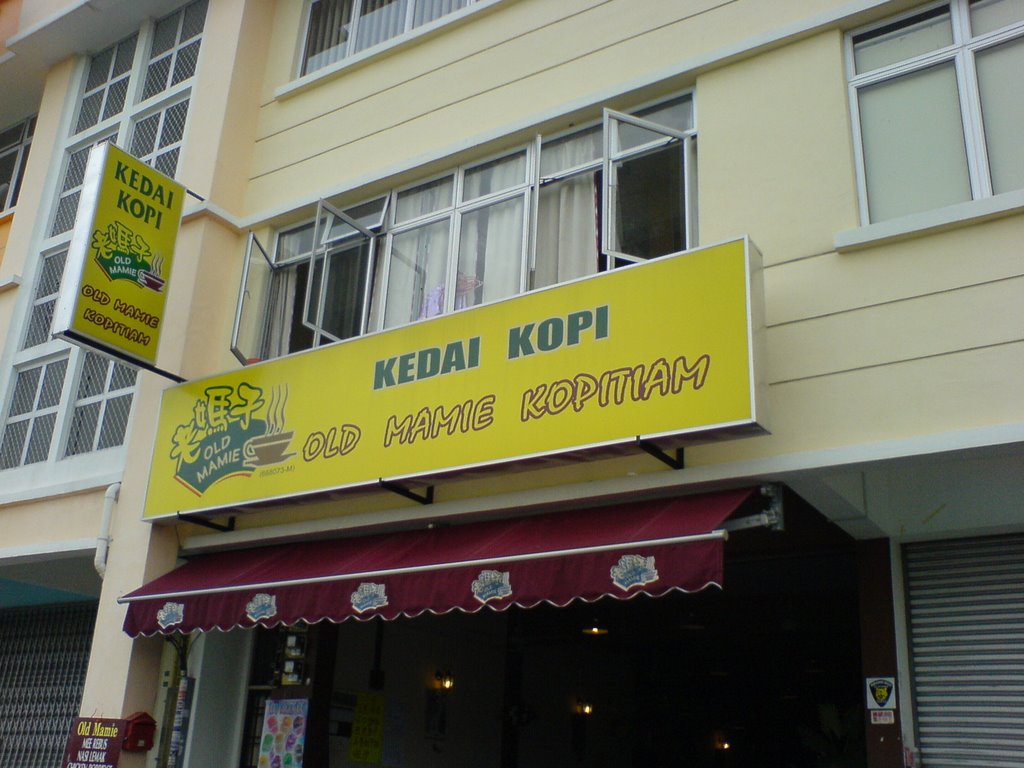 KEDAI
KOPI
老媽子
OLD
MAMIE
OLD MAMIE
KOPITIAM
KEDAI KOPI
老媽子
OLD
MAMIE
OLD MAMIE KOPITIAM
Old Mamie
MEE REBUS
NASI LEMAK